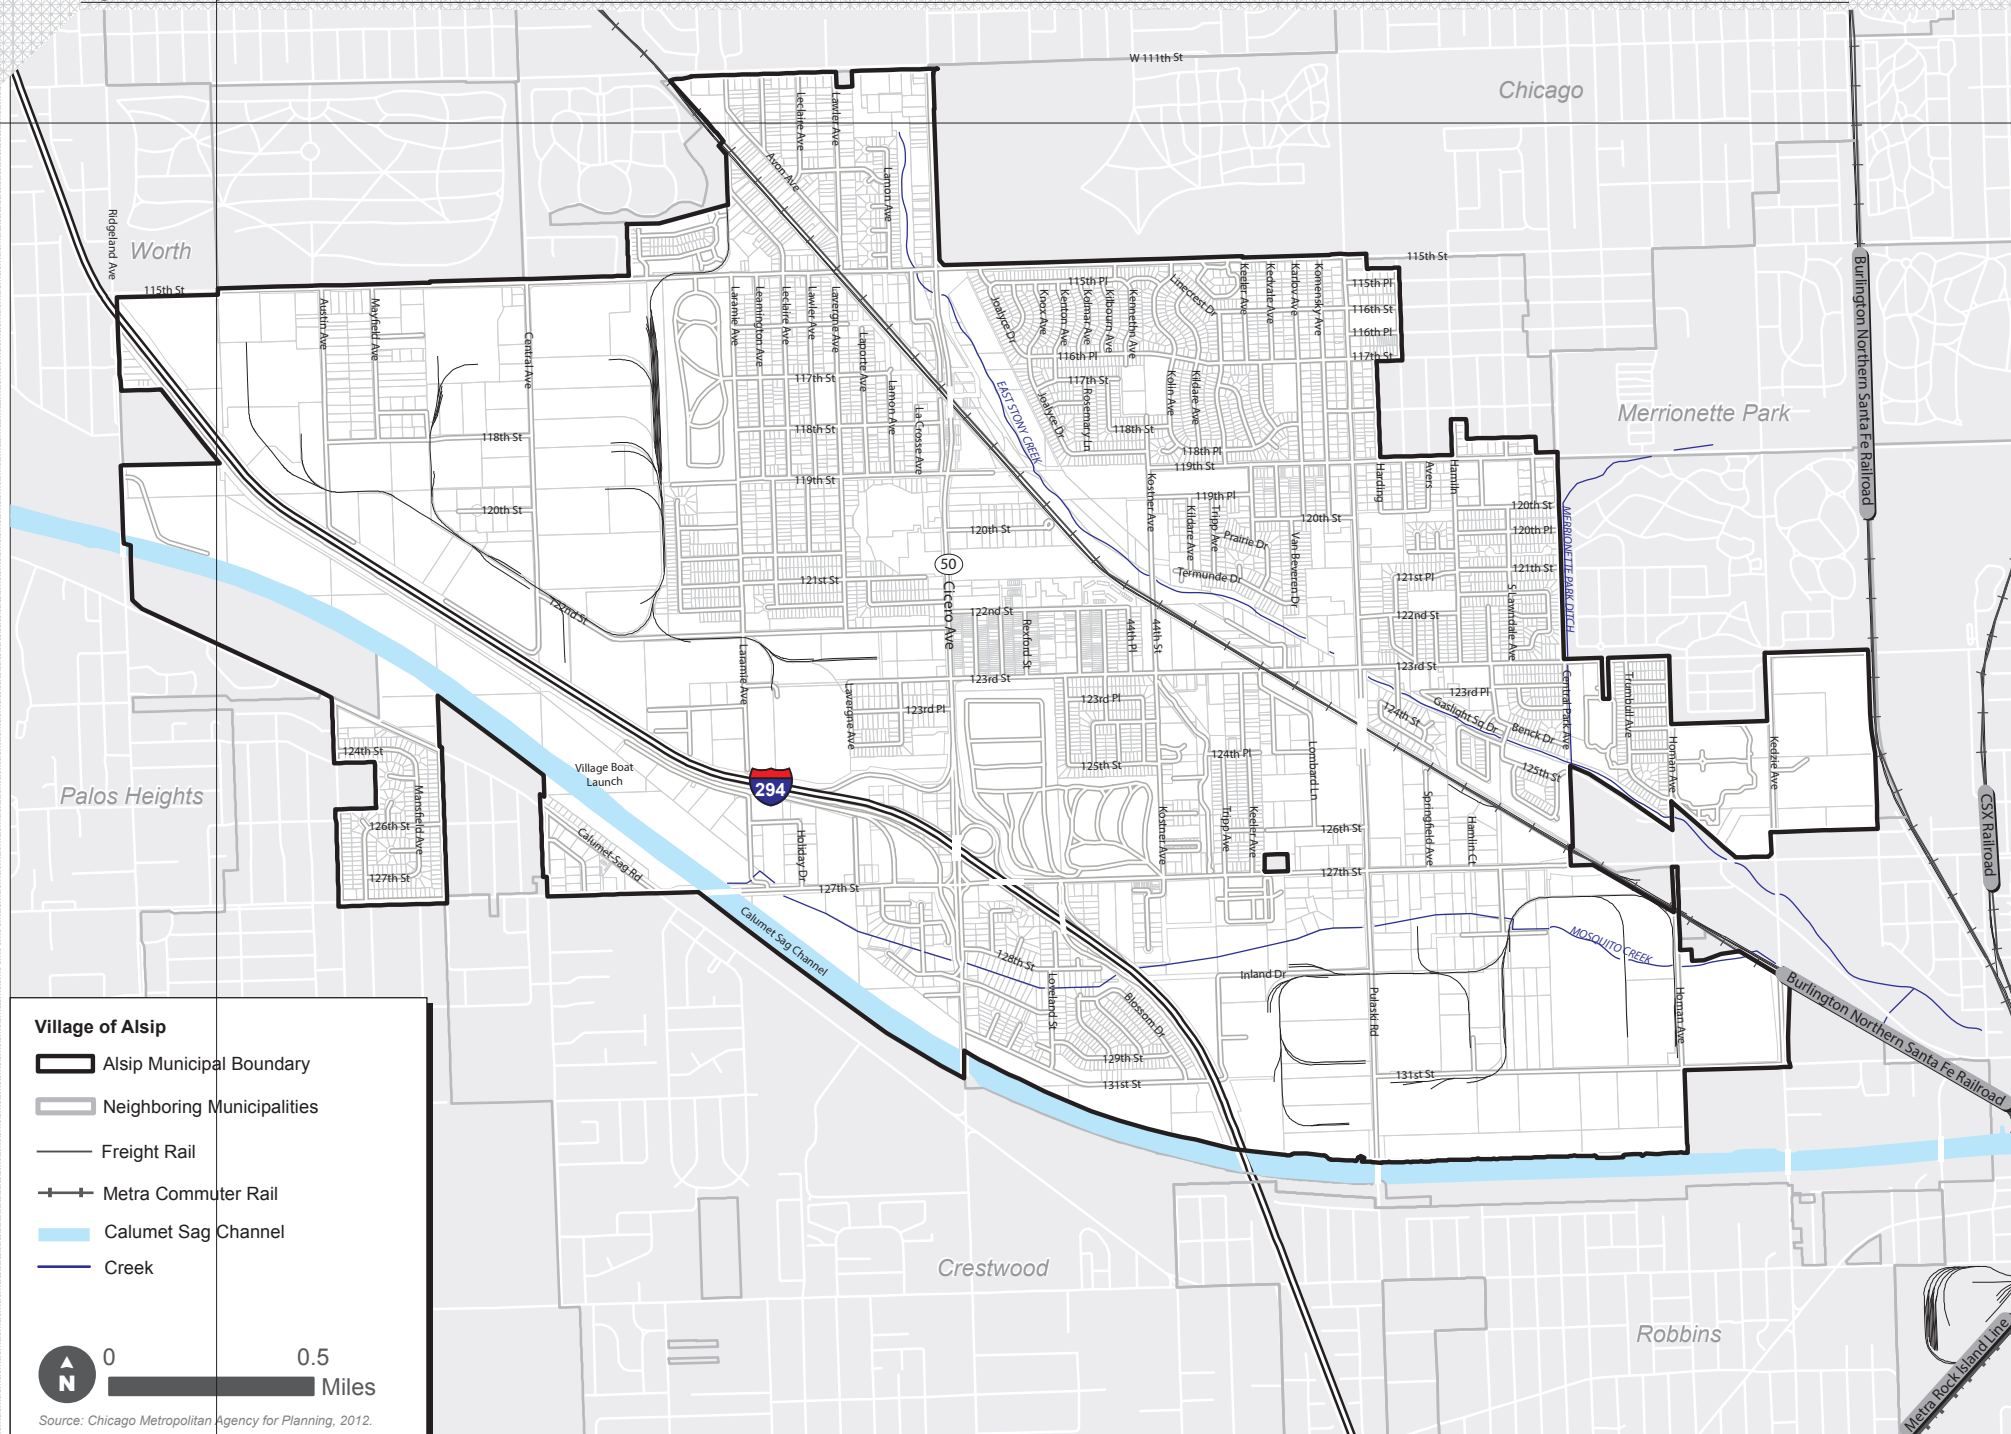 W 111th St
Chicago
Leclaire Ave
Lawler Ave
Avon Ave
Lamon Ave
Ridgeland Ave
Worth
115th St
115th St
Austin Ave
Mayfield Ave
Central Ave
Laramie Ave
Leamington Ave
Leclaire Ave
Lawler Ave
Lavergne Ave
Laporte Ave
Lamon Ave
La Crosse Ave
117th St
118th St
118th St
119th St
120th St
121st St
122nd St
EAST STONY CREEK
Joalyce Dr
Knox Ave
Kenton Ave
Kolmar Ave
Kilbourn Ave
Kenneth Ave
115th Pl
Linecrest Dr
Keeler Ave
Kedvale Ave
Karlov Ave
Komensky Ave
115th Pl
116th St
116th Pl
117th St
116th Pl
117th St
Joalyce Dr
Rosemary Ln
118th St
Kolin Ave
Kildare Ave
118th Pl
119th St
Merrionette Park
Burlington Northern Santa Fe Railroad
Harding
Avers
Hamiln
Kostner Ave
119th Pl
Kildare Ave
Tripp Ave
Prairie Dr
Termunde Dr
Van Beveren Dr
120th St
120th St
120th St
120th Pl
121th St
121st Pl
122nd St
S Lawndale Ave
MERRIONETTE PARK DITCH
50
Cicero Ave
122nd St
Rexford St
44th Pl
44th St
123rd St
123rd St
123rd Pl
123rd Pl
123rd Pl
Laramie Ave
Lavergne Ave
124th St
Gaslight Sq Dr
Benck Dr
125th St
Central Park Ave
Trumbull Ave
Homan Ave
Kedzie Ave
CSX Railroad
124th St
Mansfield Ave
126th St
127th St
Palos Heights
Village Boat
Launch
294
Calumet-Sag Rd
Holiday Dr
127th St
125th St
124th Pl
Lombard Ln
Kostner Ave
Tripp Ave
Keeler Ave
126th St
127th St
Springfield Ave
Hamlin Ct
Calumet Sag Channel
128th St
Loveland St
Blossom Dr
129th St
131st St
Inland Dr
Pulaski Rd
131st St
MOSQUITO CREEK
Homan Ave
Burlington Northern Santa Fe Railroad
Crestwood
Robbins
Metra Rock Island Line
Village of Alsip
Alsip Municipal Boundary
Neighboring Municipalities
Freight Rail
Metra Commuter Rail
Calumet Sag Channel
Creek
N
0 0.5
Miles
Source: Chicago Metropolitan Agency for Planning, 2012.